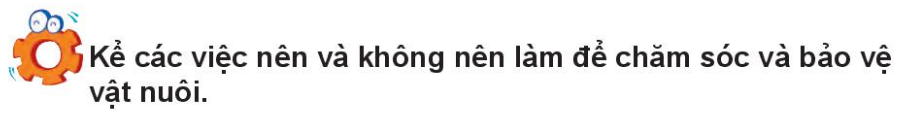 Kể các việc nên và không nên làm để chăm sóc và bảo vệ
vật nuôi.